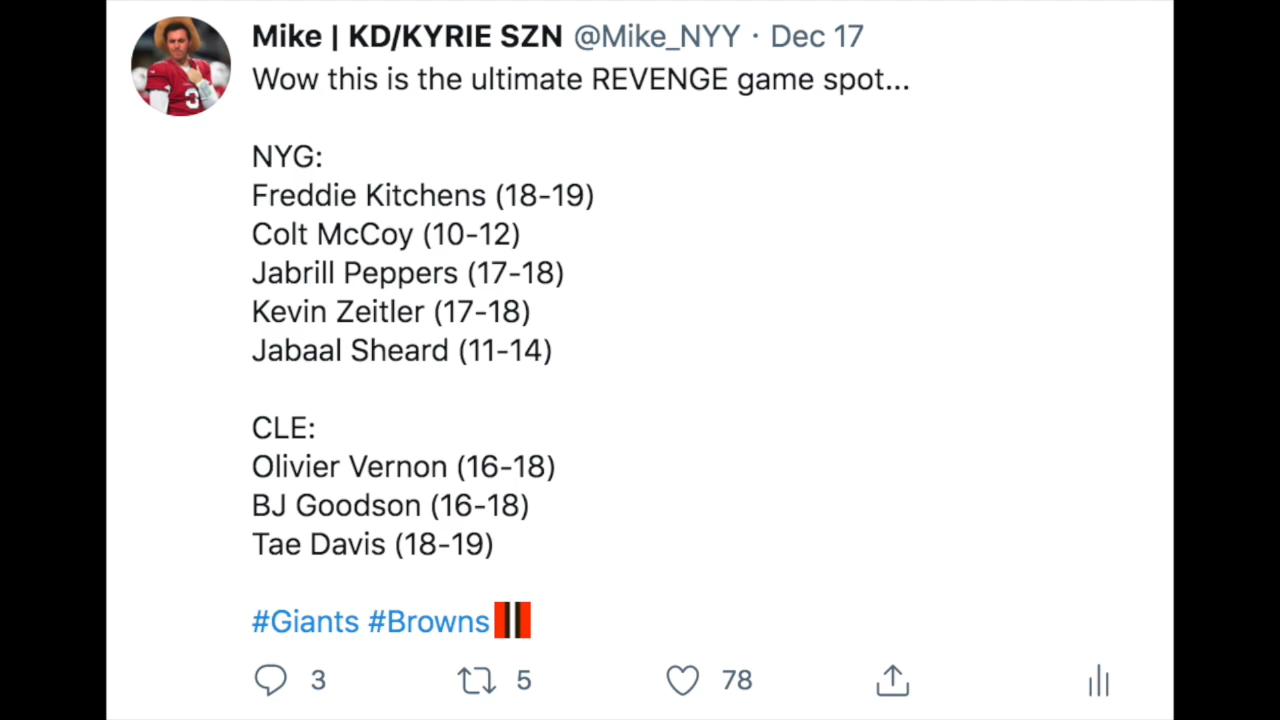 Mike | KD/KYRIE SZN @Mike_NYY · Dec 17
Wow this is the ultimate REVENGE game spot...
NYG:
Freddie Kitchens (18-19)
Colt McCoy (10-12)
Jabrill Peppers (17-18)
Kevin Zeitler (17-18)
Jabaal Sheard (11-14)
CLE:
Olivier Vernon (16-18)
BJ Goodson (16-18)
Tae Davis (18-19)
#Giants #Browns
3 5 78